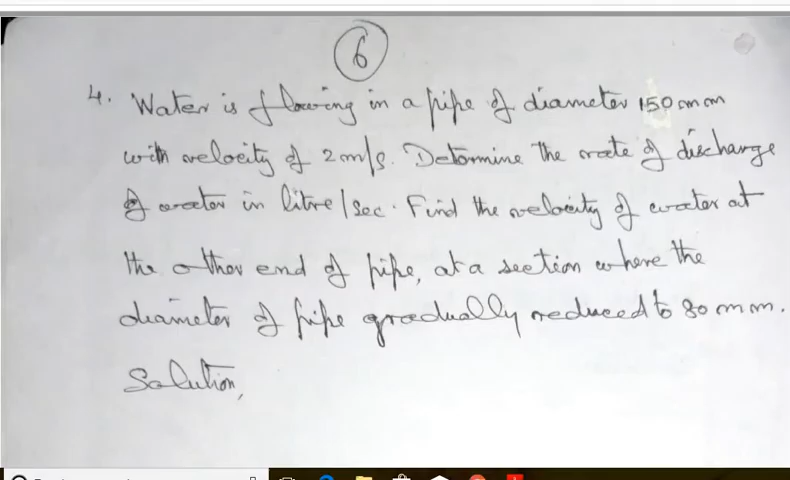 6
4. Water is flowing in a pipe of diameter 150 mm
with velocity of 2 m/s. Determine the rate of discharge
of water in litre/sec. Find the velocity of water at
the other end of pipe, at a section where the
diameter of pipe gradually reduced to 80 mm.
Solution,